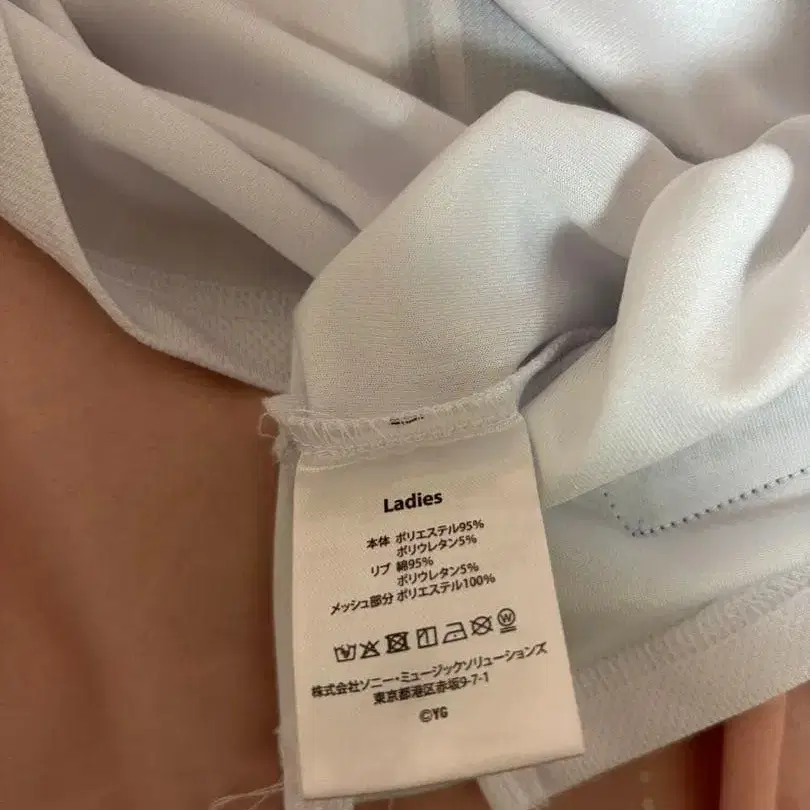 Ladies
本体 ポリエステル95%
ポリウレタン5%
リブ 綿95%
ポリウレタン5%
メッシュ部分 ポリエステル100%
W
株式会社ソニー・ミュージックソリューションズ
東京都港区赤坂9-7-1
©YG